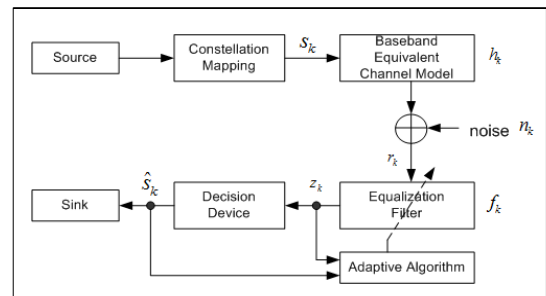 Source
Constellation
Mapping
s_k
Baseband
Equivalent
Channel Model
h_k
noise n_k
r_k
Sink
ŝ_k
Decision
Device
z_k
Equalization
Filter
f_k
Adaptive Algorithm